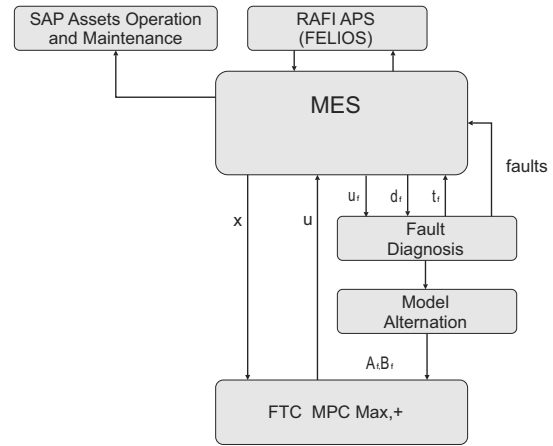 SAP Assets Operation
and Maintenance
RAFI APS
(FELIOS)
MES
faults
uf
df
tf
x
u
Fault
Diagnosis
Model
Alternation
Af,Bf
FTC MPC Max,+